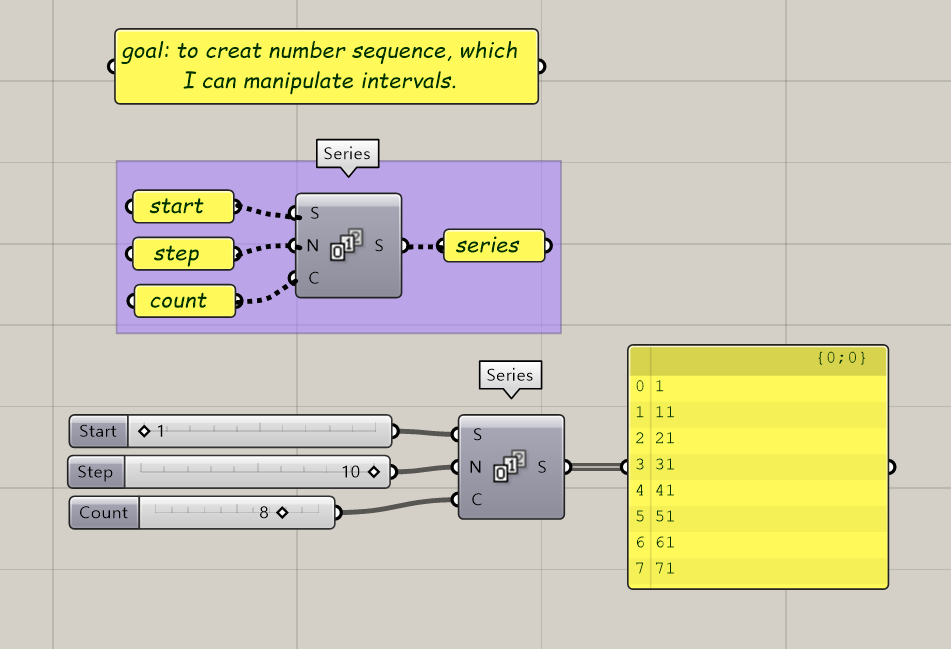 goal: to creat number sequence, which
I can manipulate intervals.
Series
start
step
count
S
N
C
012
S
series
Series
Start
1
Step
10
Count
8
S
N
C
012
S
{0;0}
0 1
1 11
2 21
3 31
4 41
5 51
6 61
7 71